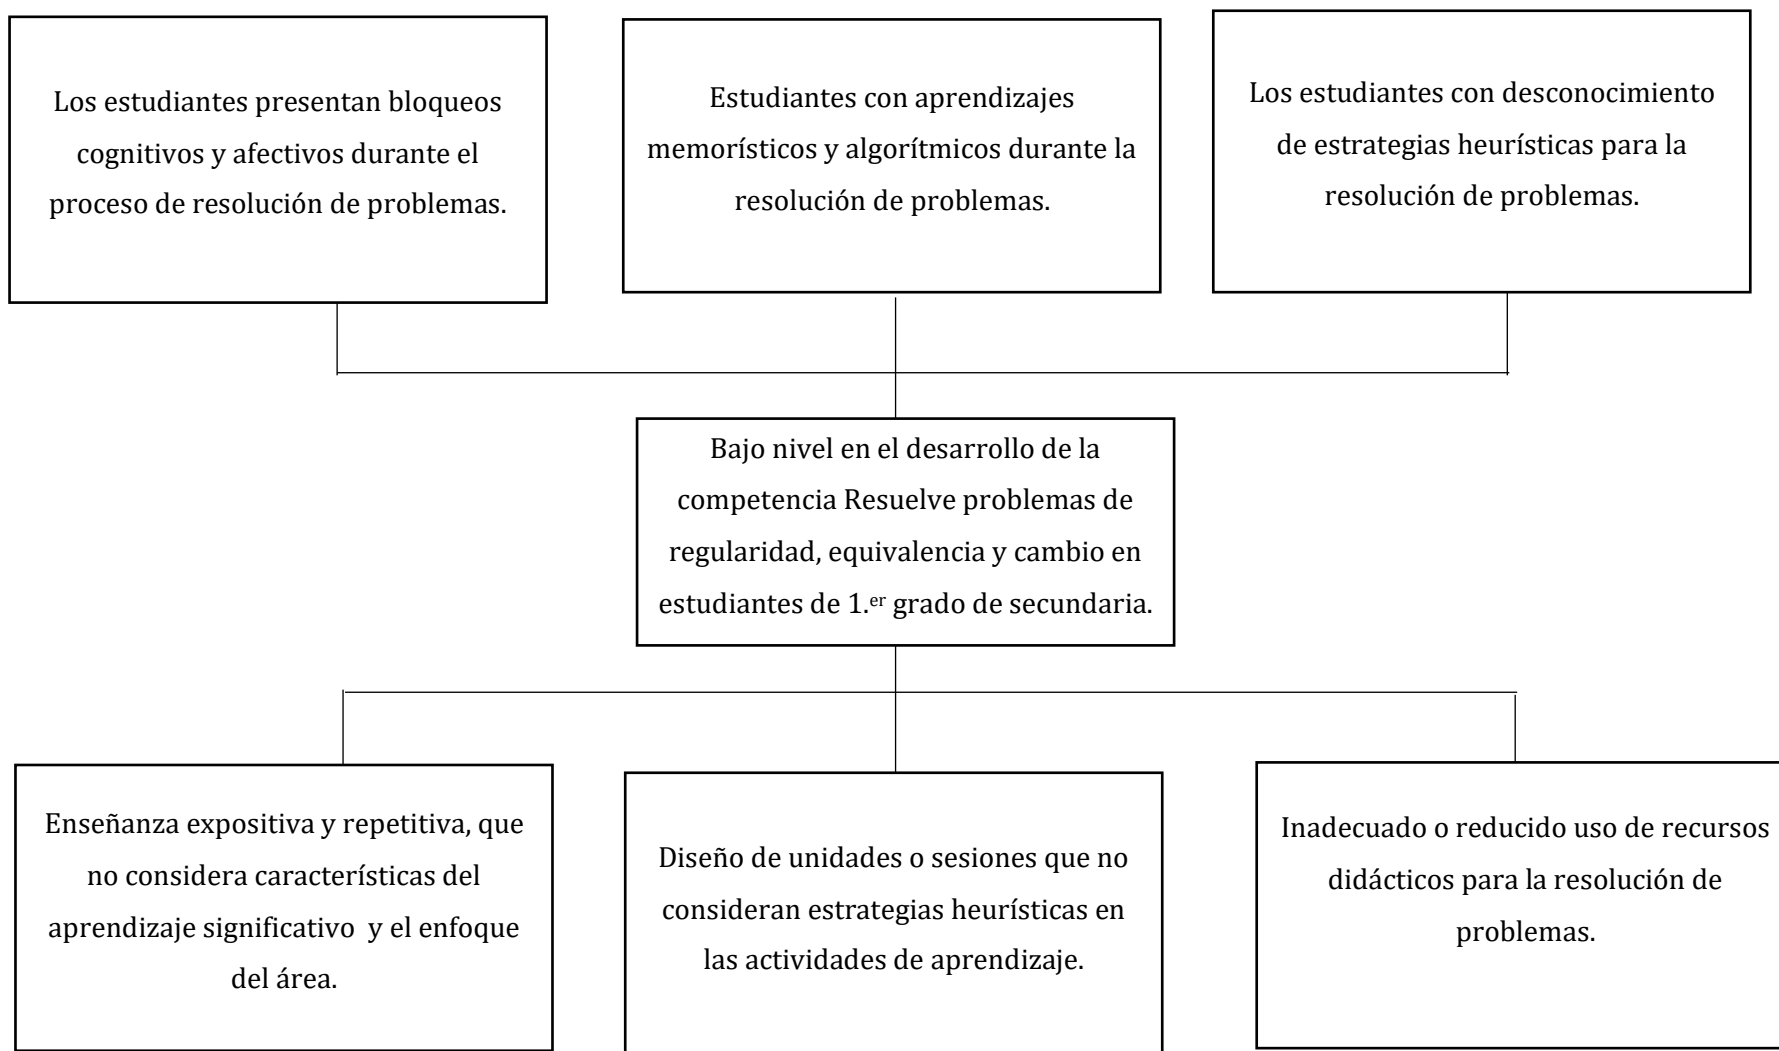 Los estudiantes presentan bloqueos
cognitivos y afectivos durante el
proceso de resolución de problemas.
Estudiantes con aprendizajes
memorísticos y algorítmicos durante la
resolución de problemas.
Los estudiantes con desconocimiento
de estrategias heurísticas para la
resolución de problemas.
Bajo nivel en el desarrollo de la
competencia Resuelve problemas de
regularidad, equivalencia y cambio en
estudiantes de 1.er grado de secundaria.
Enseñanza expositiva y repetitiva, que
no considera características del
aprendizaje significativo y el enfoque
del área.
Diseño de unidades o sesiones que no
consideran estrategias heurísticas en
las actividades de aprendizaje.
Inadecuado o reducido uso de recursos
didácticos para la resolución de
problemas.